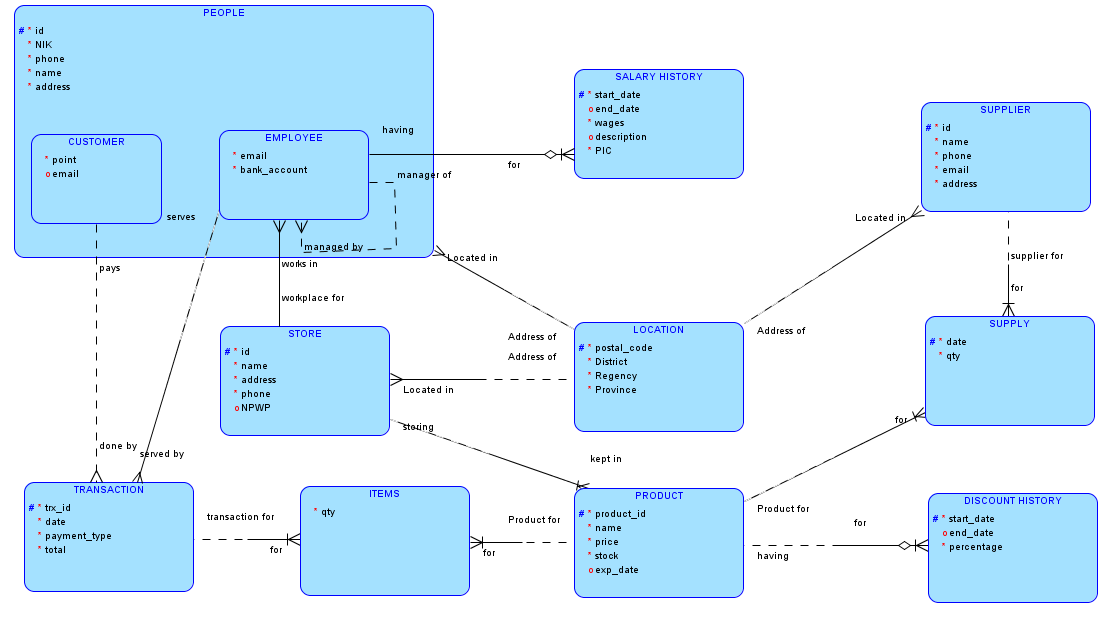 PEOPLE
# * id
* NIK
* phone
* name
* address
CUSTOMER
* point
o email
EMPLOYEE
* email
* bank_account
having
for
manager of
managed by
SALARY HISTORY
# * start_date
o end_date
* wages
o description
* PIC
SUPPLIER
# * id
* name
* phone
* email
* address
serves
pays
works in
workplace for
Located in
Located in
supplier for
for
STORE
# * id
* name
* address
* phone
o NPWP
Address of
Address of
Located in
LOCATION
# * postal_code
* District
* Regency
* Province
Address of
SUPPLY
# * date
* qty
for
storing
kept in
done by
served by
TRANSACTION
# * trx_id
* date
* payment_type
* total
transaction for
for
ITEMS
* qty
Product for
for
PRODUCT
# * product_id
* name
* price
* stock
o exp_date
Product for
for
having
DISCOUNT HISTORY
# * start_date
o end_date
* percentage